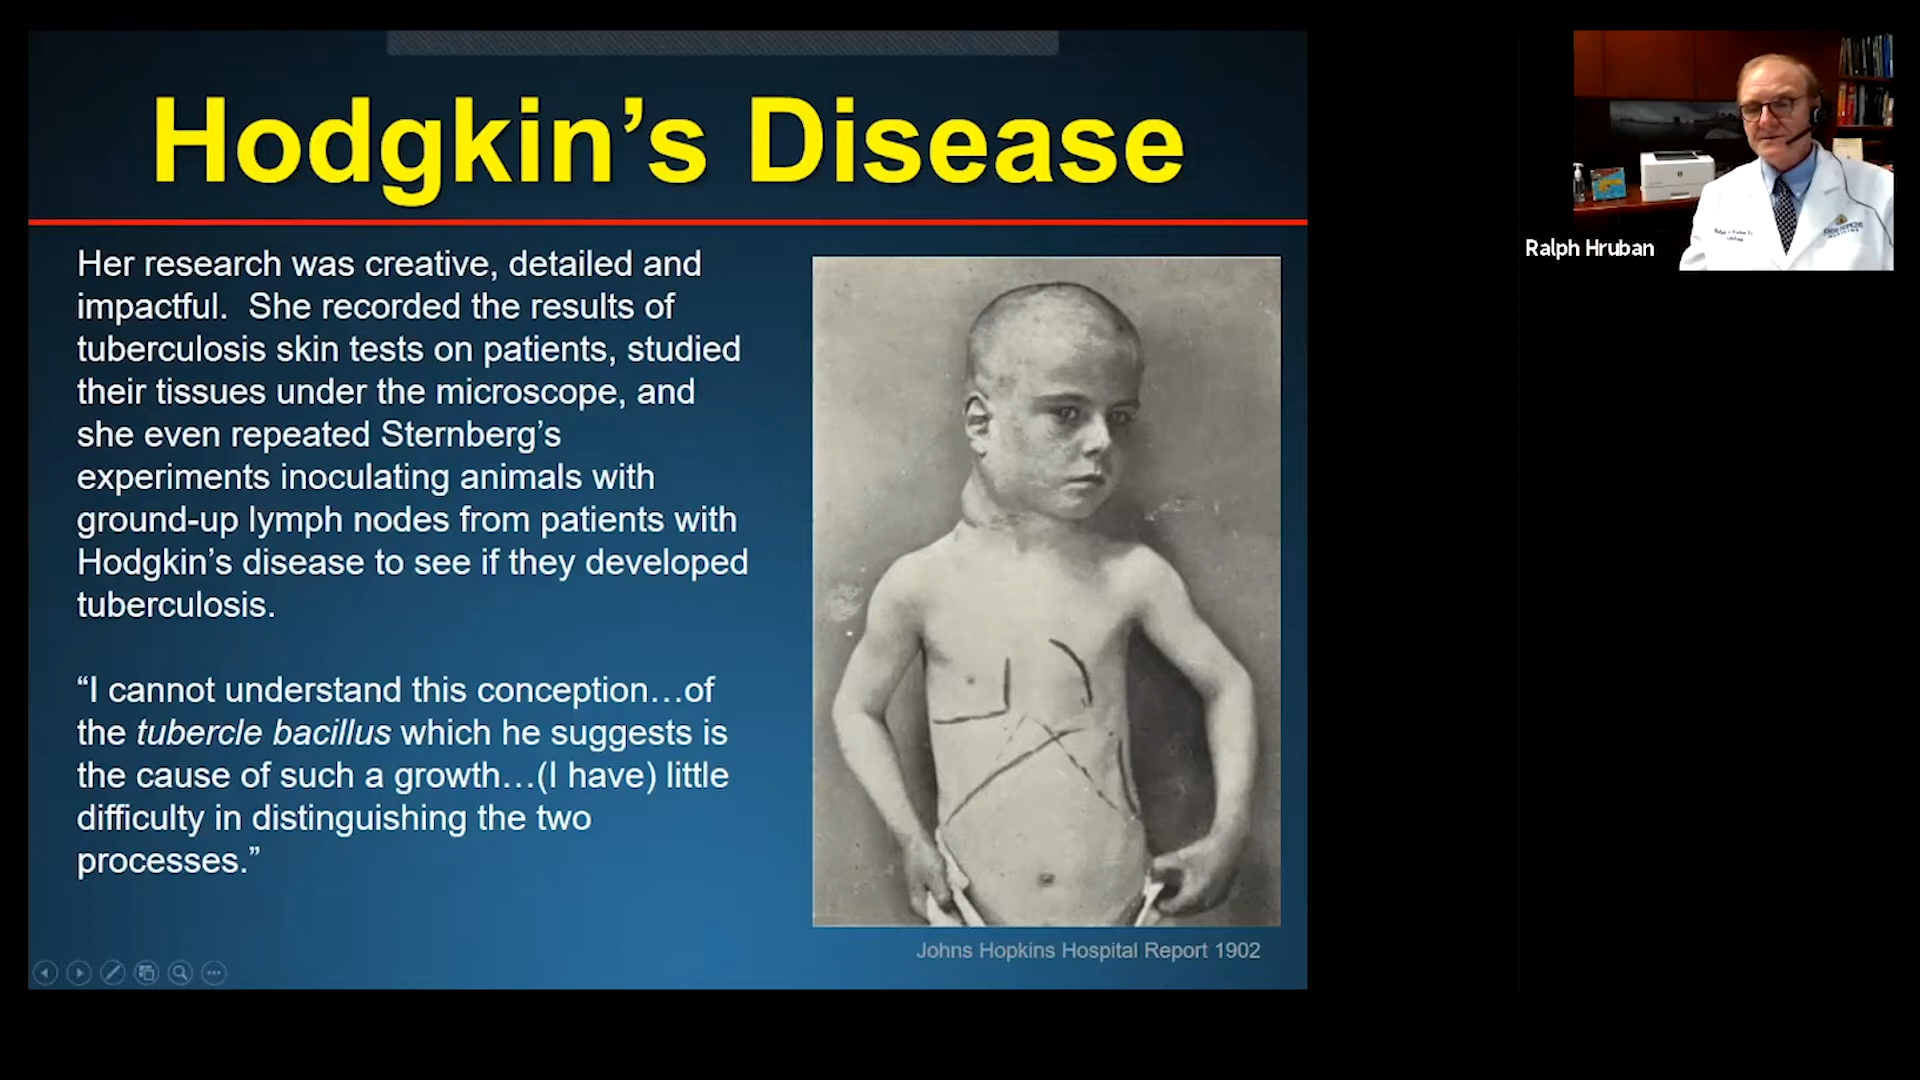 Hodgkin’s Disease
Her research was creative, detailed and
impactful.  She recorded the results of
tuberculosis skin tests on patients, studied
their tissues under the microscope, and
she even repeated Sternberg’s
experiments inoculating animals with
ground-up lymph nodes from patients with
Hodgkin’s disease to see if they developed
tuberculosis.
“I cannot understand this conception…of
the tubercle bacillus which he suggests is
the cause of such a growth…(I have) little
difficulty in distinguishing the two
processes.”
Johns Hopkins Hospital Report 1902
Ralph Hruban